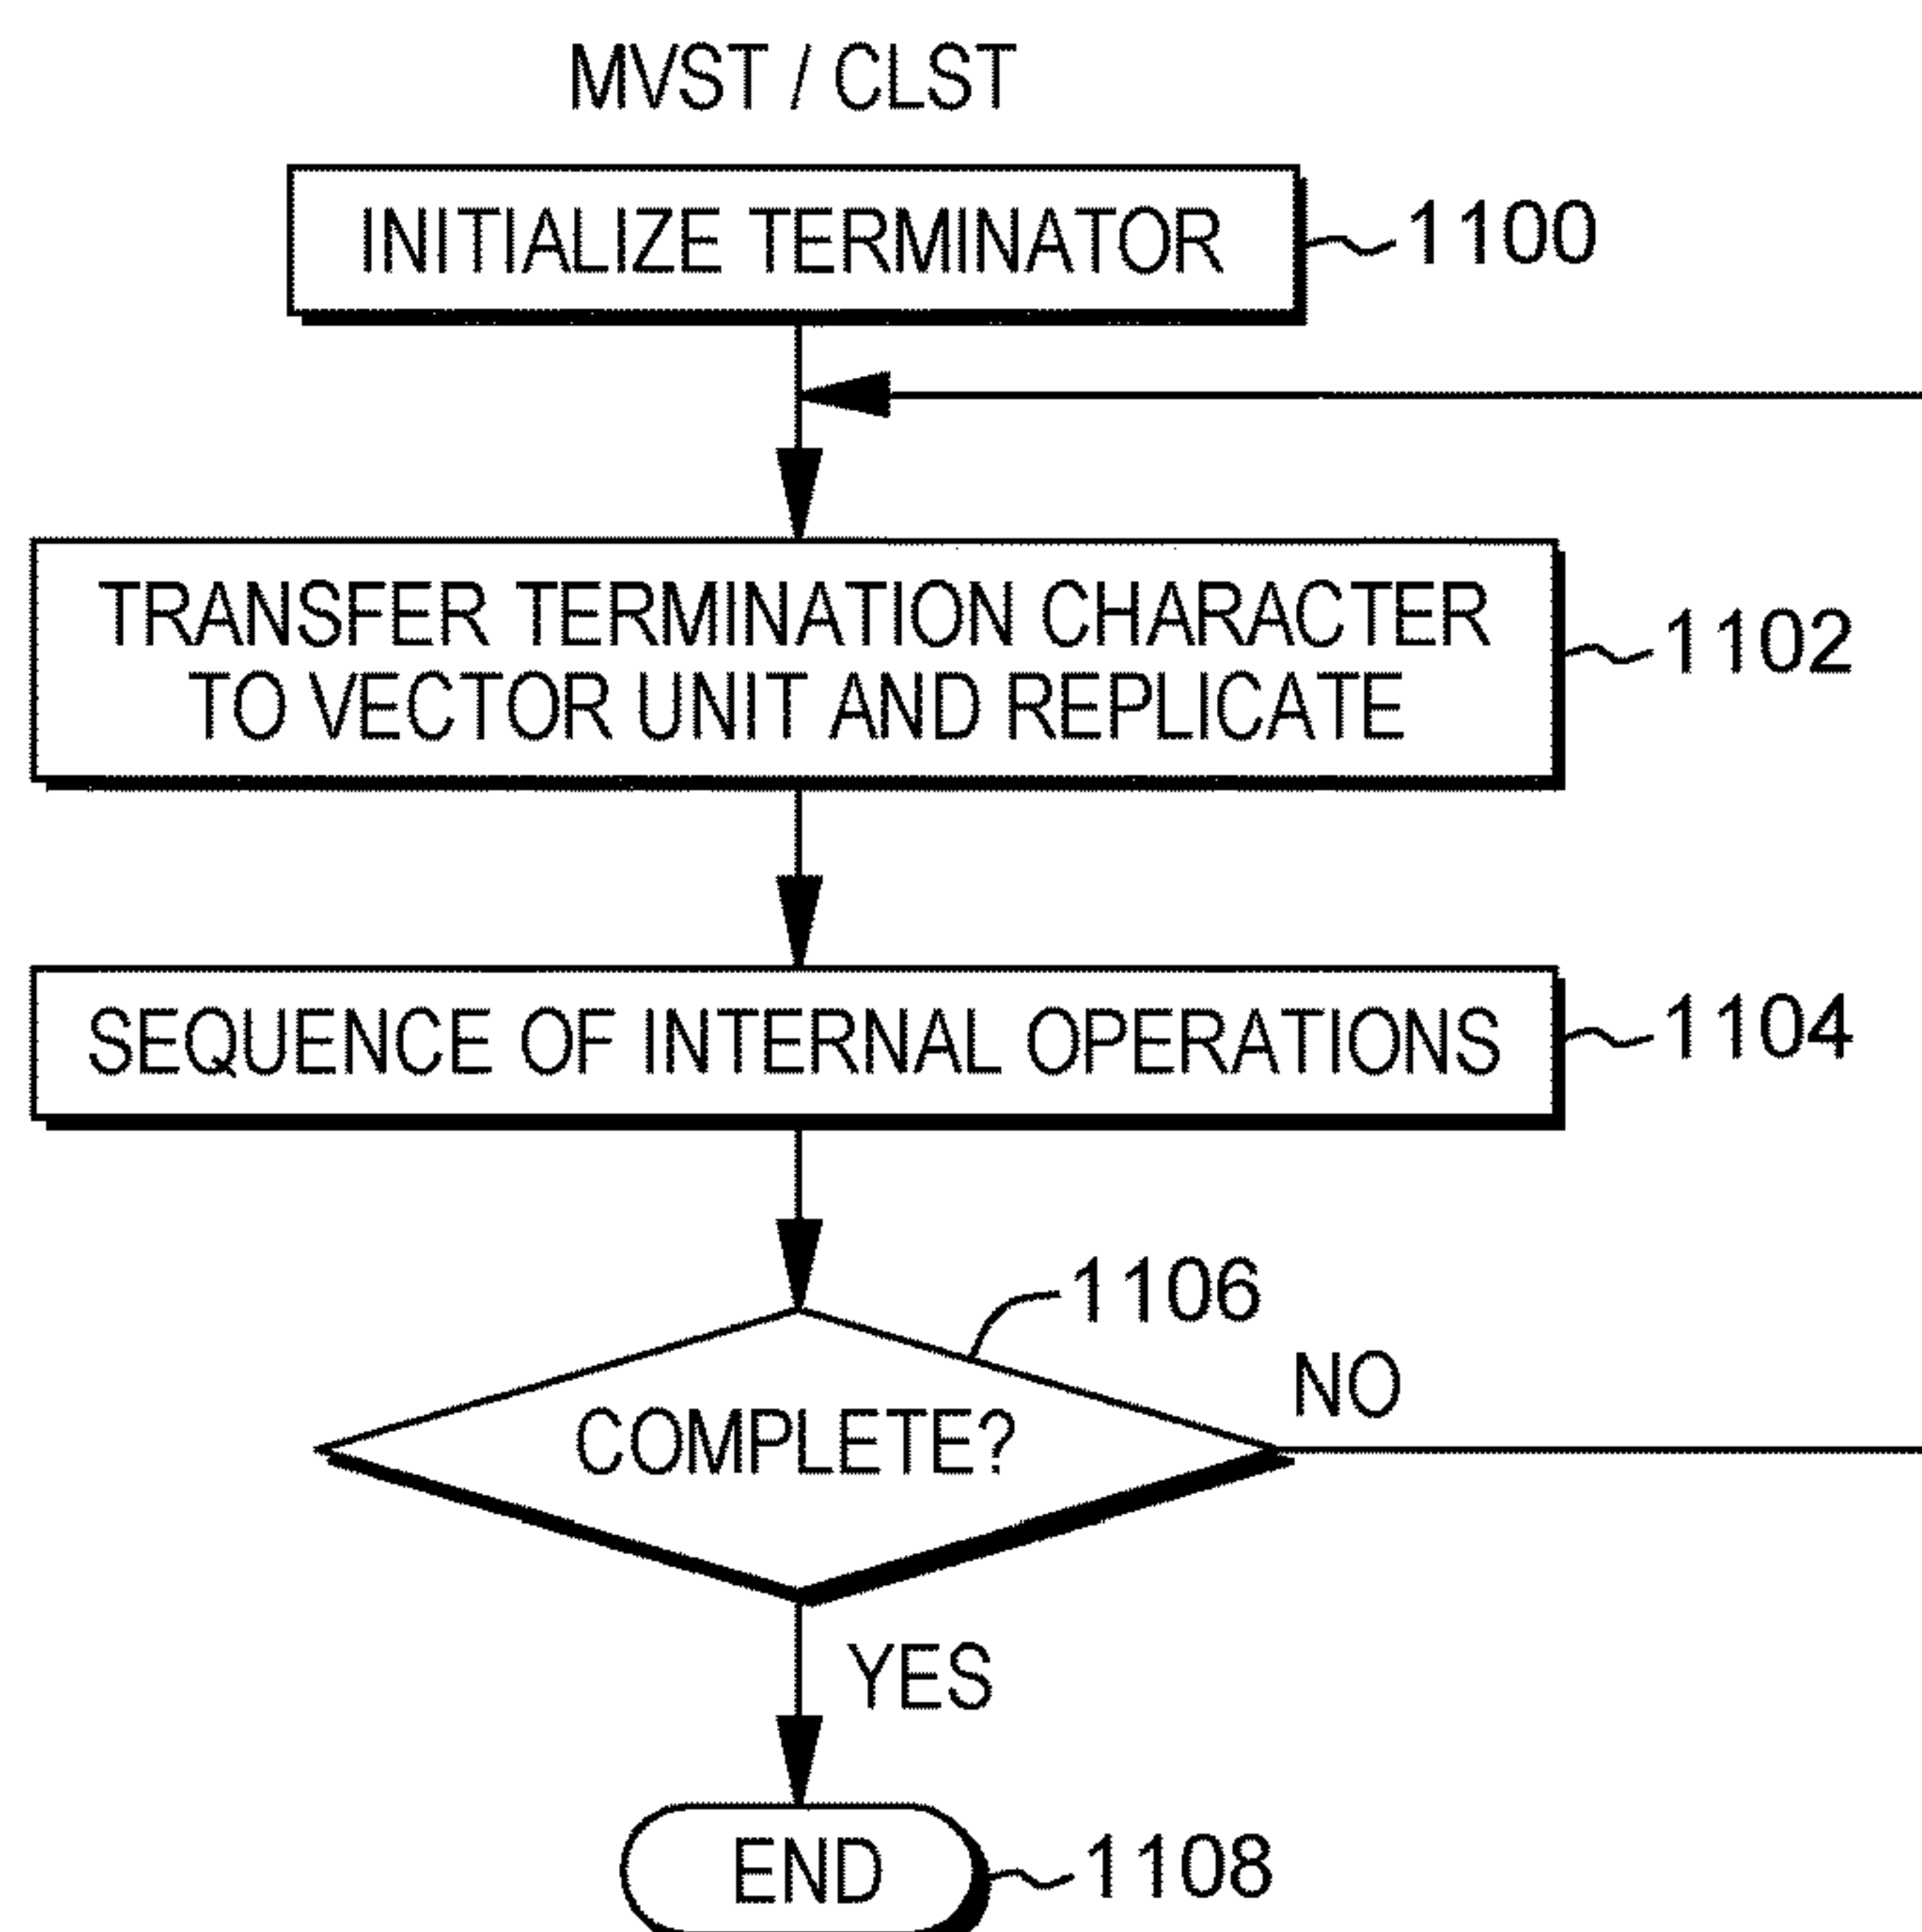 MVST / CLST
INITIALIZE TERMINATOR
1100
TRANSFER TERMINATION CHARACTER
TO VECTOR UNIT AND REPLICATE
1102
SEQUENCE OF INTERNAL OPERATIONS
1104
1106
COMPLETE?
NO
YES
END
1108